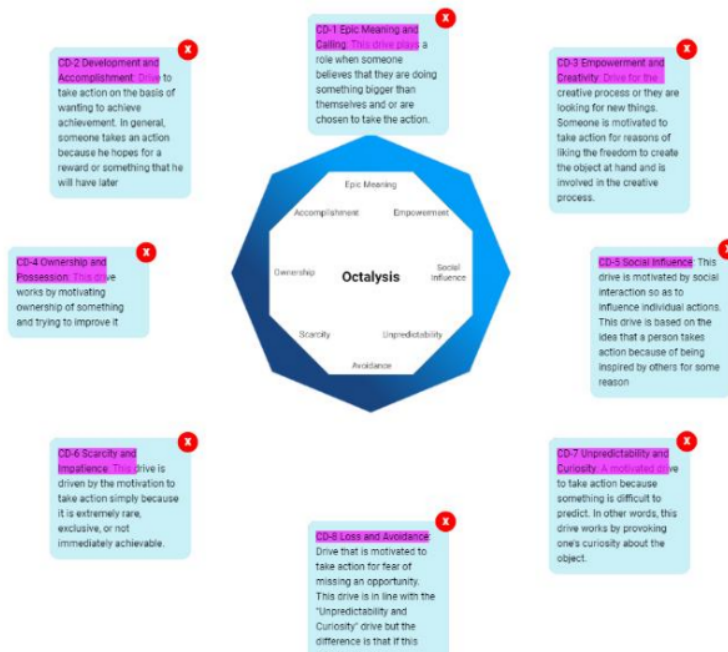 X
CD-1 Epic Meaning and
Calling: This drive plays a
role when someone
believes that they are doing
something bigger than
themselves and or are
chosen to take the action.
X
CD-2 Development and
Accomplishment: Drive to
take action on the basis of
wanting to achieve
achievement. In general,
someone takes an action
because he hopes for a
reward or something that he
will have later
X
CD-3 Empowerment and
Creativity: Drive for the
creative process or they are
looking for new things.
Someone is motivated to
take action for reasons of
liking the freedom to create
the object at hand and is
involved in the creative
process.
Epic Meaning
Accomplishment
Empowerment
Ownership
Octalysis
Social
Influence
Scarcity
Unpredictability
Avoidance
X
CD-4 Ownership and
Possession: This drive
works by motivating
ownership of something
and trying to improve it
X
CD-5 Social Influence: This
drive is motivated by social
interaction so as to
influence individual actions.
This drive is based on the
idea that a person takes
action because of being
inspired by others for some
reason
X
CD-6 Scarcity and
Impatience: This drive is
driven by the motivation to
take action simply because
it is extremely rare,
exclusive, or not
immediately achievable.
X
CD-7 Unpredictability and
Curiosity: A motivated drive
to take action because
something is difficult to
predict. In other words, this
drive works by provoking
one's curiosity about the
object.
X
CD-8 Loss and Avoidance:
Drive that is motivated to
take action for fear of
missing an opportunity.
This drive is in line with the
"Unpredictability and
Curiosity" drive but the
difference is that if this